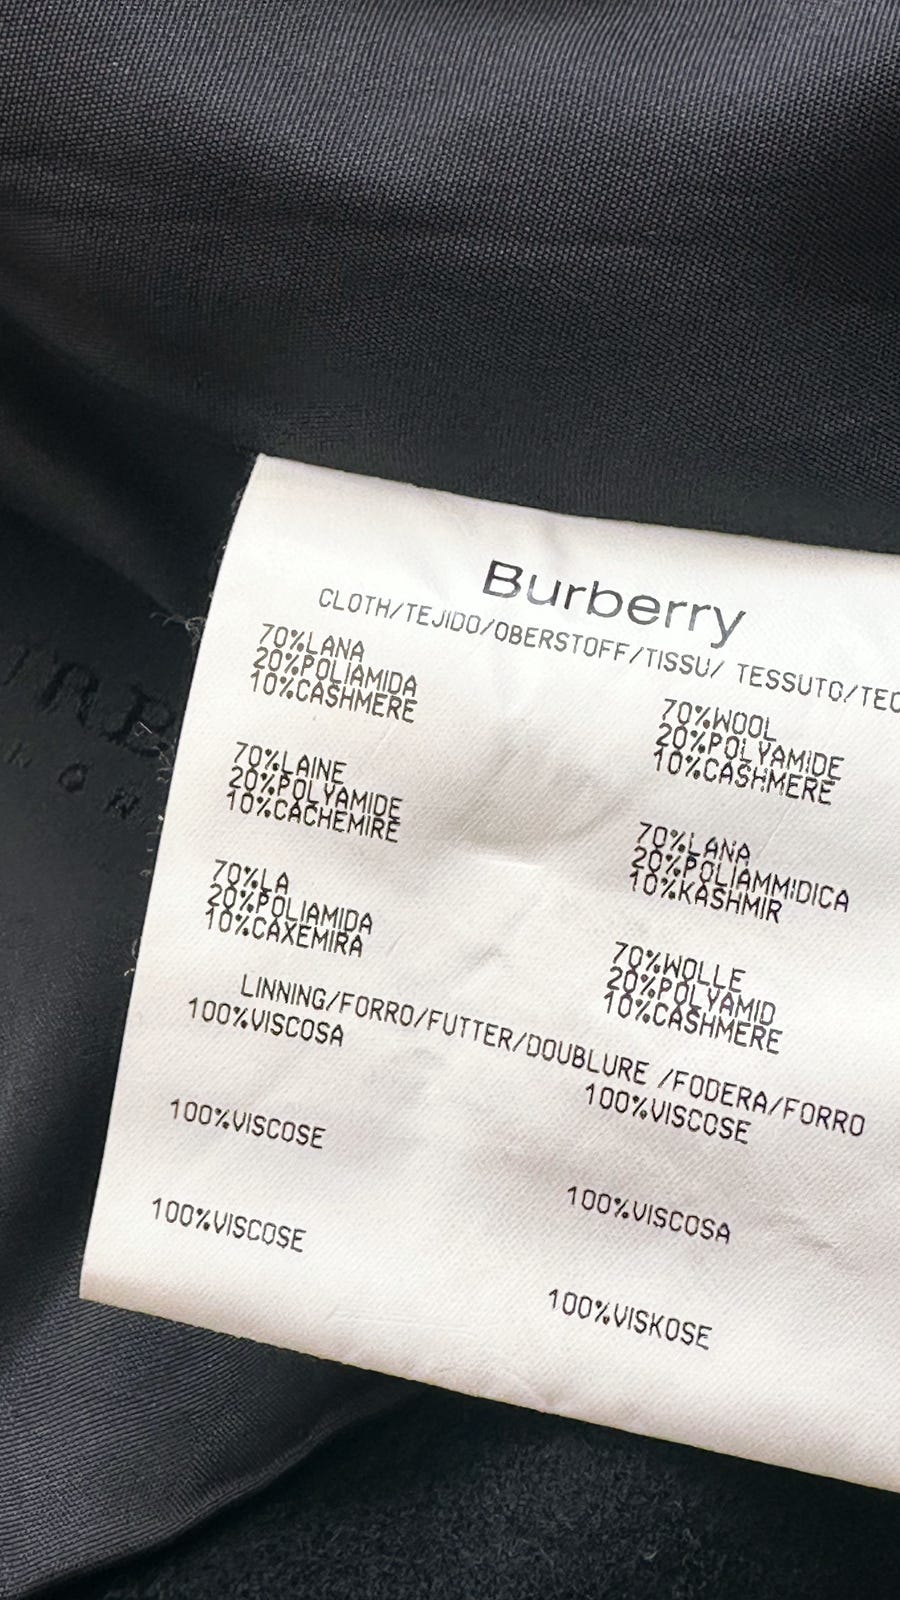 Burberry
CLOTH/TEJIDO/OBERSTOFF/TISSU/ TESSUTO/TEC
70%LANA
20%POLIAMIDA
10%CASHMERE
70%WOOL
20%POLYAMIDE
10%CASHMERE
70%LAINE
20%POLYAMIDE
10%CACHEMIRE
70%LANA
20%POLIAMMIDICA
10%KASHMIR
70%LA
20%POLIAMIDA
10%CAXEMIRA
70%WOLLE
20%POLYAMID
10%CASHMERE
LINNING/FORRO/FUTTER/DOUBLURE /FODERA/FORRO
100%VISCOSA
100%VISCOSE
100%VISCOSE
100%VISCOSA
100%VISCOSE
100%VISKOSE